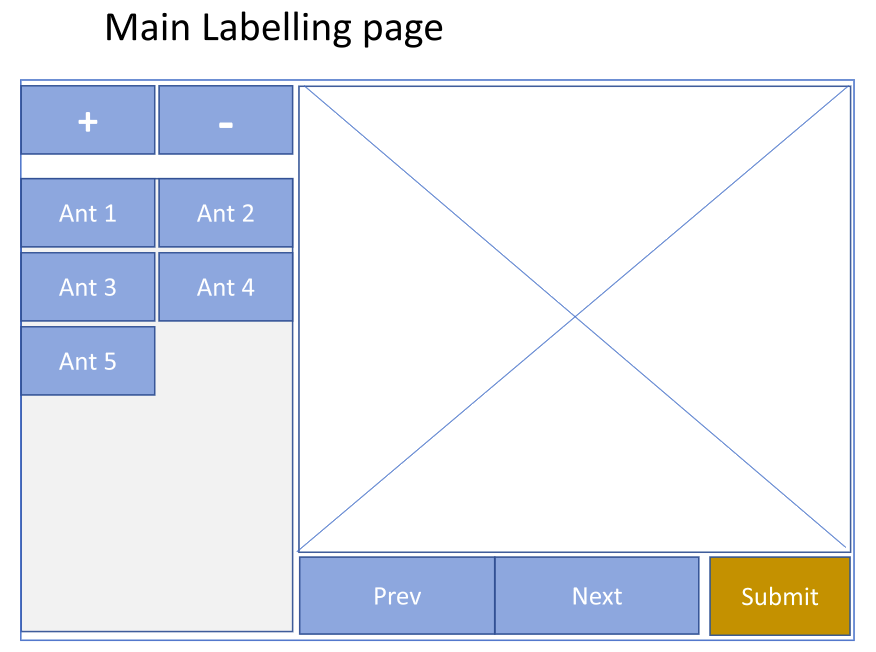 Main Labelling page
+ -
Ant 1 Ant 2
Ant 3 Ant 4
Ant 5
Prev Next Submit